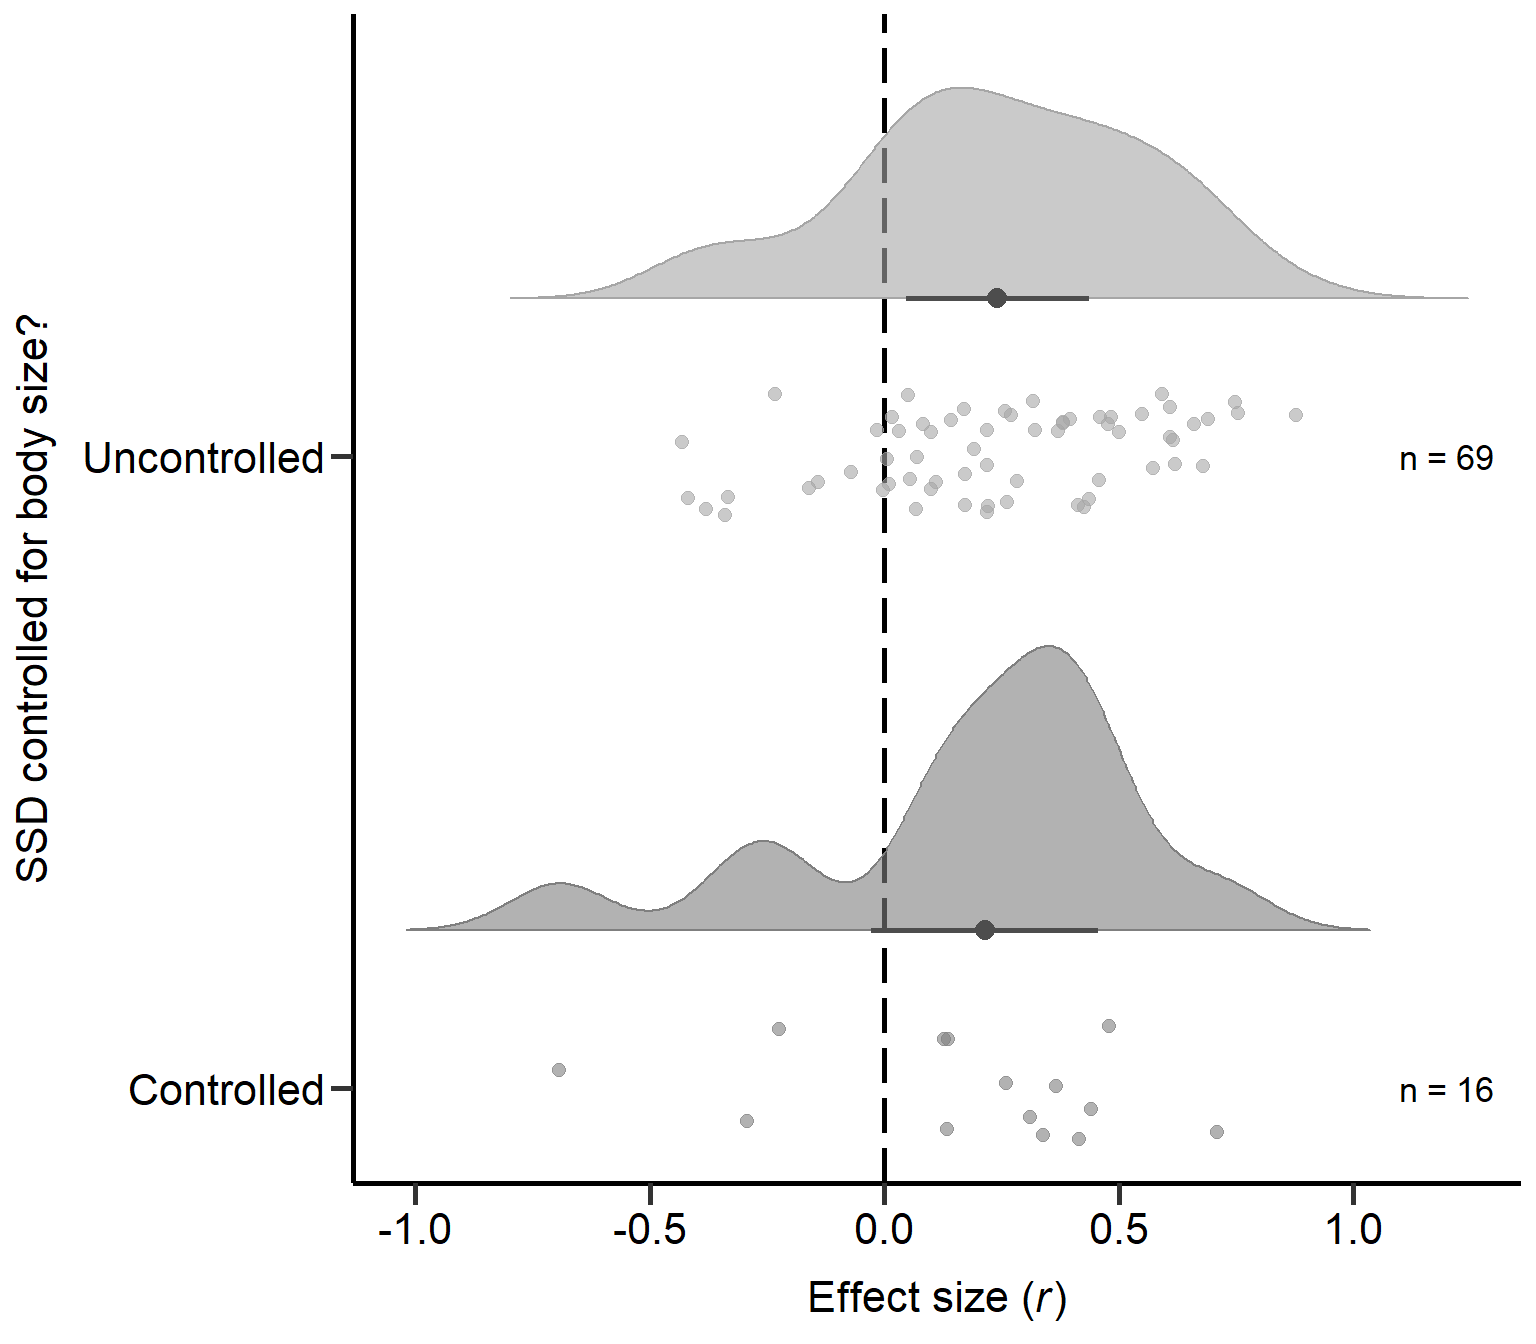 SSD controlled for body size?
Uncontrolled
n = 69
Controlled
n = 16
-1.0 -0.5 0.0 0.5 1.0
Effect size (r)